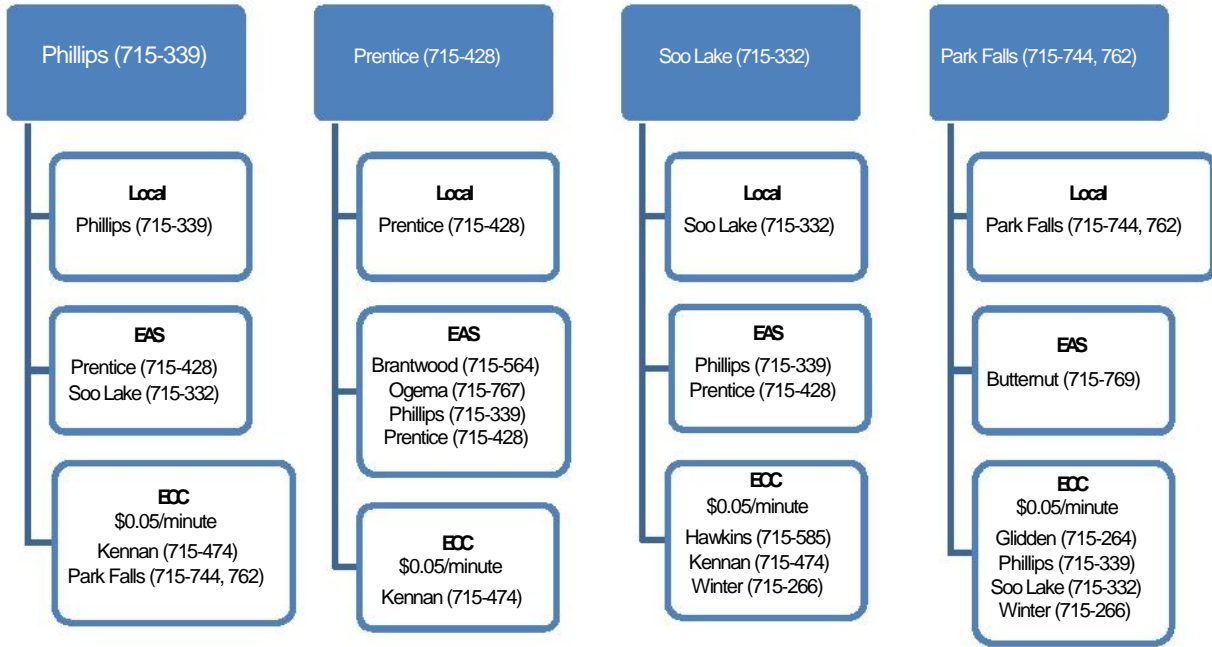 Phillips (715-339)
Local
Phillips (715-339)
EAS
Prentice (715-428)
Soo Lake (715-332)
ECC
$0.05/minute
Kennan (715-474)
Park Falls (715-744, 762)
Prentice (715-428)
Local
Prentice (715-428)
EAS
Brantwood (715-564)
Ogema (715-767)
Phillips (715-339)
Prentice (715-428)
ECC
$0.05/minute
Kennan (715-474)
Soo Lake (715-332)
Local
Soo Lake (715-332)
EAS
Phillips (715-339)
Prentice (715-428)
ECC
$0.05/minute
Hawkins (715-585)
Kennan (715-474)
Winter (715-266)
Park Falls (715-744, 762)
Local
Park Falls (715-744, 762)
EAS
Butternut (715-769)
ECC
$0.05/minute
Glidden (715-264)
Phillips (715-339)
Soo Lake (715-332)
Winter (715-266)